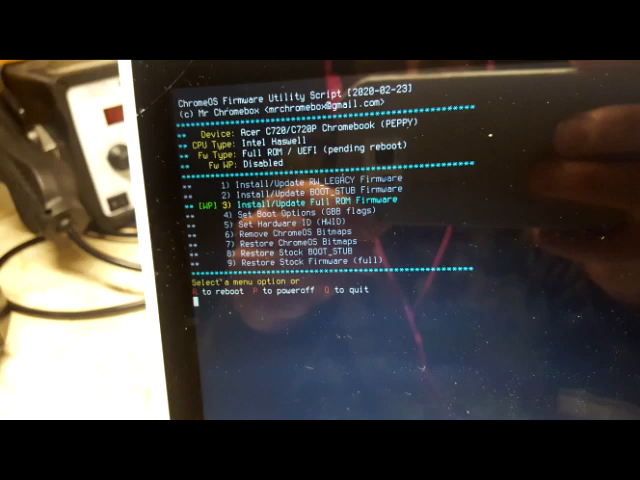 ChromeOS Firmware Utility Script [2020-02-23]
(c) Mr Chromebox <mrchromebox@gmail.com>
************************************************************
** Device: Acer C720/C720P Chromebook (PEPPY)
** CPU Type: Intel Haswell
** Fw Type: Full ROM / UEFI (pending reboot)
** Fw WP: Disabled
************************************************************
** 1) Install/Update RW_LEGACY Firmware
** 2) Install/Update BOOT_STUB Firmware
** [WP] 3) Install/Update Full ROM Firmware
** 4) Set Boot Options (GBB flags)
** 5) Set Hardware ID (HWID)
** 6) Remove ChromeOS Bitmaps
** 7) Restore ChromeOS Bitmaps
** 8) Restore Stock BOOT_STUB
** 9) Restore Stock Firmware (full)
************************************************************
Select a menu option or
R to reboot P to poweroff Q to quit